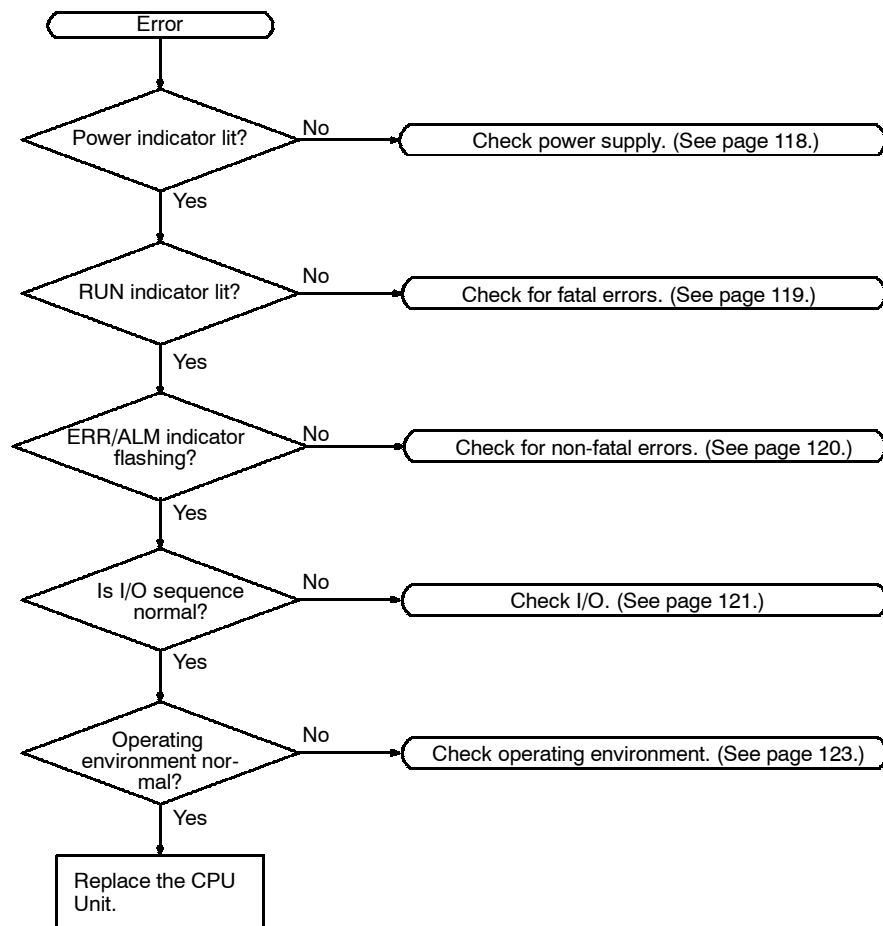 Error
Power indicator lit?
No
Check power supply. (See page 118.)
Yes
RUN indicator lit?
No
Check for fatal errors. (See page 119.)
Yes
ERR/ALM indicator
flashing?
No
Check for non-fatal errors. (See page 120.)
Yes
Is I/O sequence
normal?
No
Check I/O. (See page 121.)
Yes
Operating
environment nor-
mal?
No
Check operating environment. (See page 123.)
Yes
Replace the CPU
Unit.